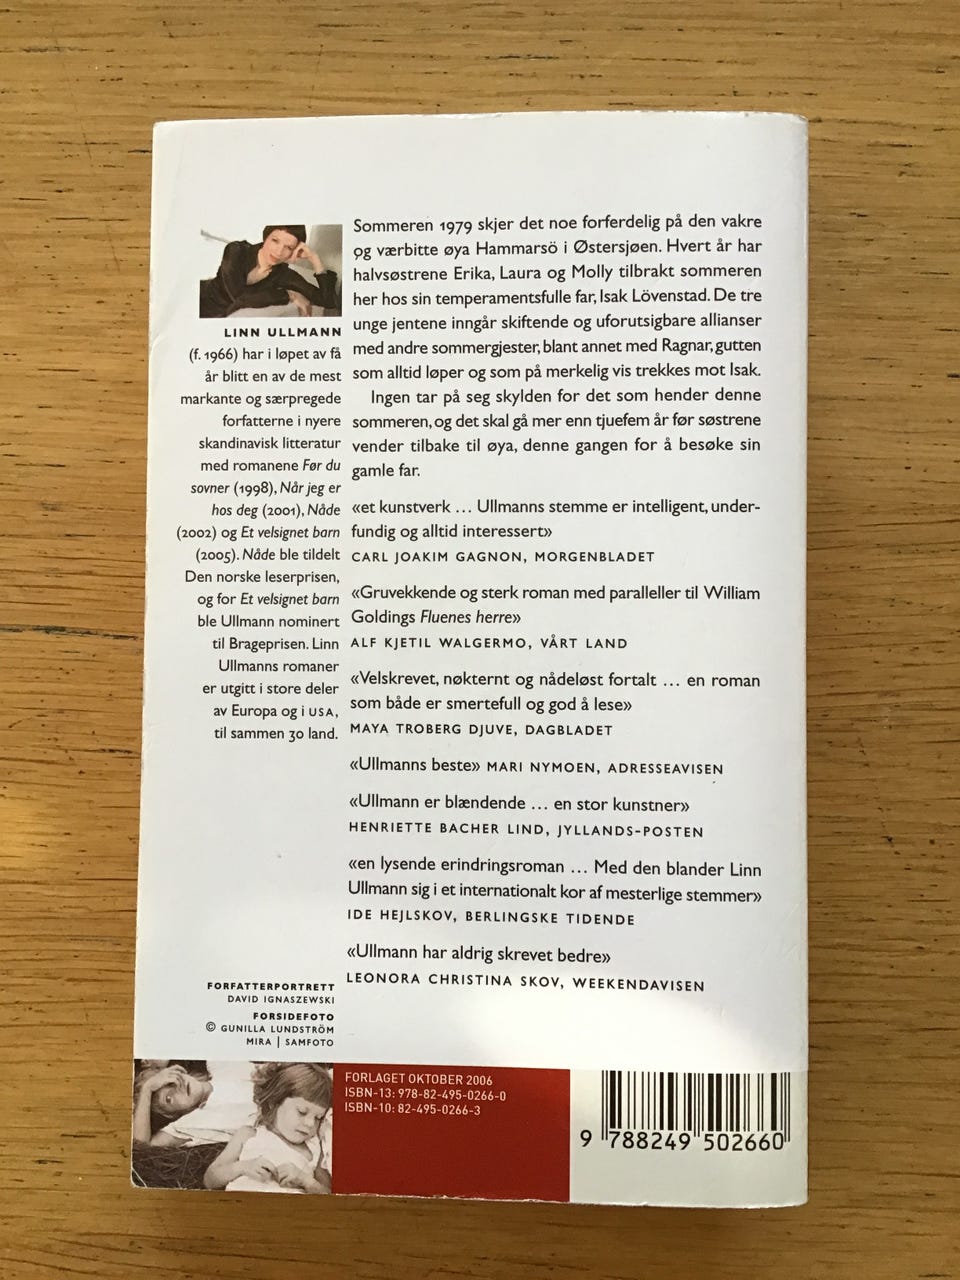 LINN ULLMANN
(f. 1966) har i løpet av få
år blitt en av de mest
markante og særpregede
forfatterne i nyere
skandinavisk litteratur
med romanene Før du
sovner (1998), Når jeg er
hos deg (2001), Nåde
(2002) og Et velsignet barn
(2005). Nåde ble tildelt
Den norske leserprisen,
og for Et velsignet barn
ble Ullmann nominert
til Brageprisen. Linn
Ullmanns romaner
er utgitt i store deler
av Europa og i USA,
til sammen 30 land.
Sommeren 1979 skjer det noe forferdelig på den vakre
og værbitte øya Hammarsö i Østersjøen. Hvert år har
halvsøstrene Erika, Laura og Molly tilbrakt sommeren
her hos sin temperamentsfulle far, Isak Lövenstad. De tre
unge jentene inngår skiftende og uforutsigbare allianser
med andre sommergjester, blant annet med Ragnar, gutten
som alltid løper og som på merkelig vis trekkes mot Isak.
Ingen tar på seg skylden for det som hender denne
sommeren, og det skal gå mer enn tjuefem år før søstrene
vender tilbake til øya, denne gangen for å besøke sin
gamle far.
«et kunstverk … Ullmanns stemme er intelligent, under-
fundig og alltid interessert»
CARL JOAKIM GAGNON, MORGENBLADET
«Gruvekkende og sterk roman med paralleller til William
Goldings Fluenes herre»
ALF KJETIL WALGERMO, VÅRT LAND
«Velskrevet, nøkternt og nådeløst fortalt … en roman
som både er smertefull og god å lese»
MAYA TROBERG DJUVE, DAGBLADET
«Ullmanns beste» MARI NYMOEN, ADRESSEAVISEN
«Ullmann er blændende … en stor kunstner»
HENRIETTE BACHER LIND, JYLLANDS-POSTEN
«en lysende erindringsroman … Med den blander Linn
Ullmann sig i et internationalt kor af mesterlige stemmer»
IDE HEJLSKOV, BERLINGSKE TIDENDE
«Ullmann har aldrig skrevet bedre»
LEONORA CHRISTINA SKOV, WEEKENDAVISEN
FORFATTERPORTRETT
DAVID IGNASZEWSKI
FORSIDEFOTO
© GUNILLA LUNDSTRÖM
MIRA | SAMFOTO
FORLAGET OKTOBER 2006
ISBN-13: 978-82-495-0266-0
ISBN-10: 82-495-0266-3
9 788249 502660